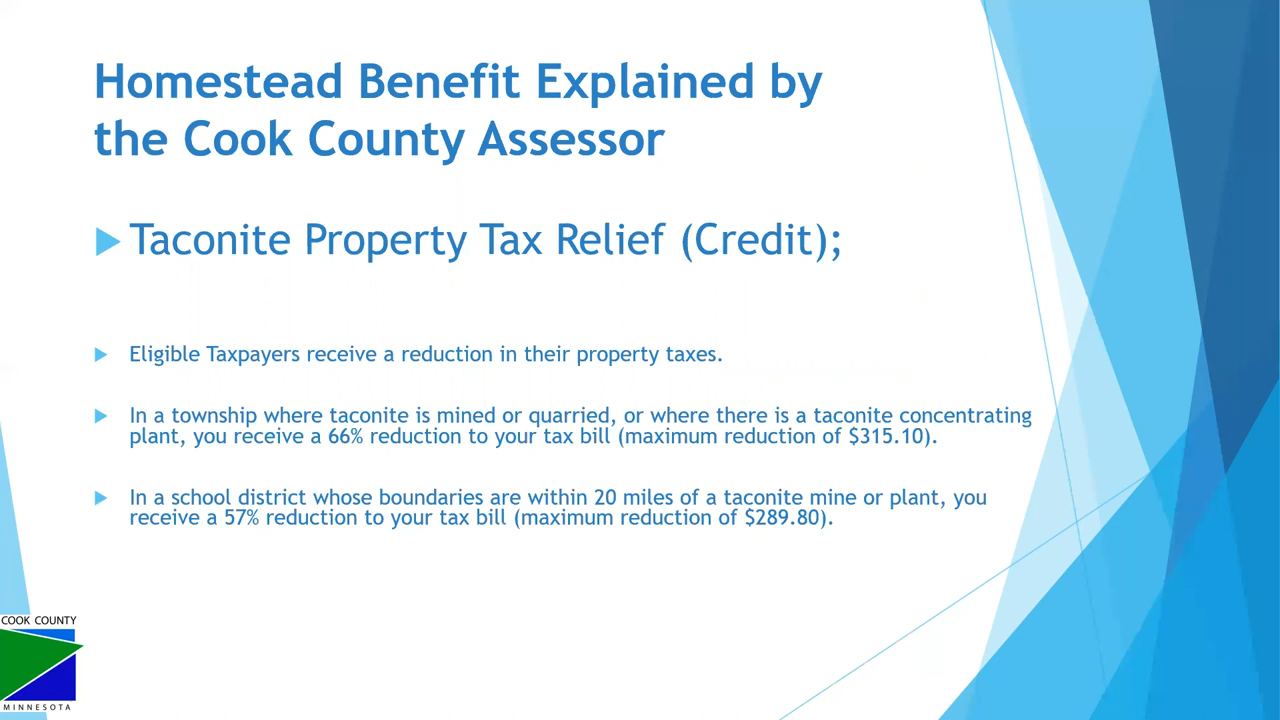 Homestead Benefit Explained by
the Cook County Assessor
Taconite Property Tax Relief (Credit);
Eligible Taxpayers receive a reduction in their property taxes.
In a township where taconite is mined or quarried, or where there is a taconite concentrating
plant, you receive a 66% reduction to your tax bill (maximum reduction of $315.10).
In a school district whose boundaries are within 20 miles of a taconite mine or plant, you
receive a 57% reduction to your tax bill (maximum reduction of $289.80).
COOK COUNTY
MINNESOTA